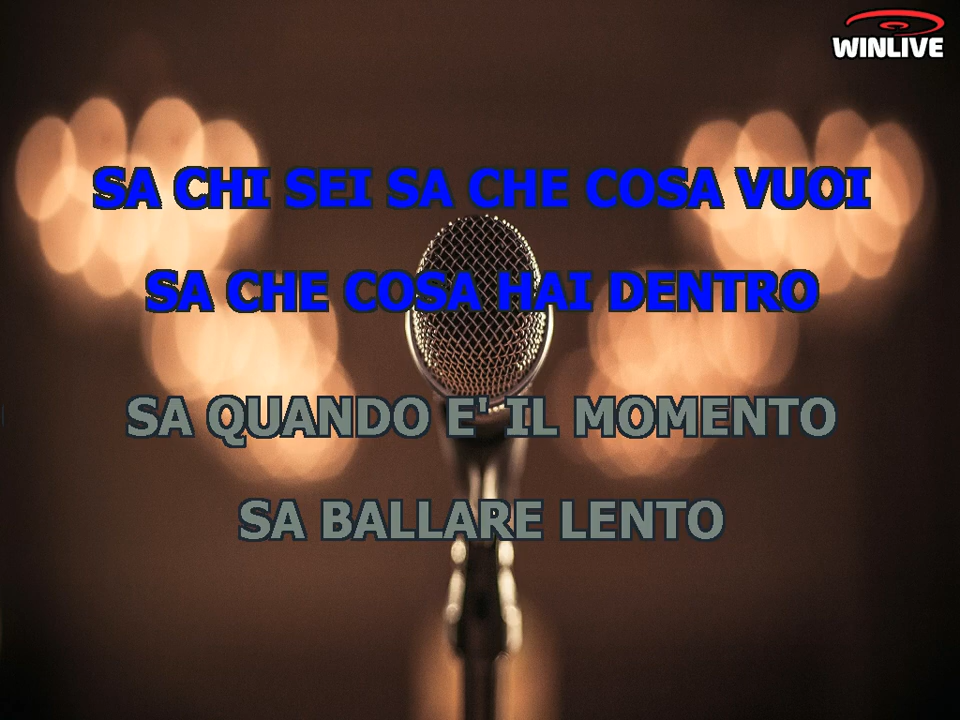 WINLIVE
SA CHI SEI SA CHE COSA VUOI
SA CHE COSA HAI DENTRO
SA QUANDO E' IL MOMENTO
SA BALLARE LENTO